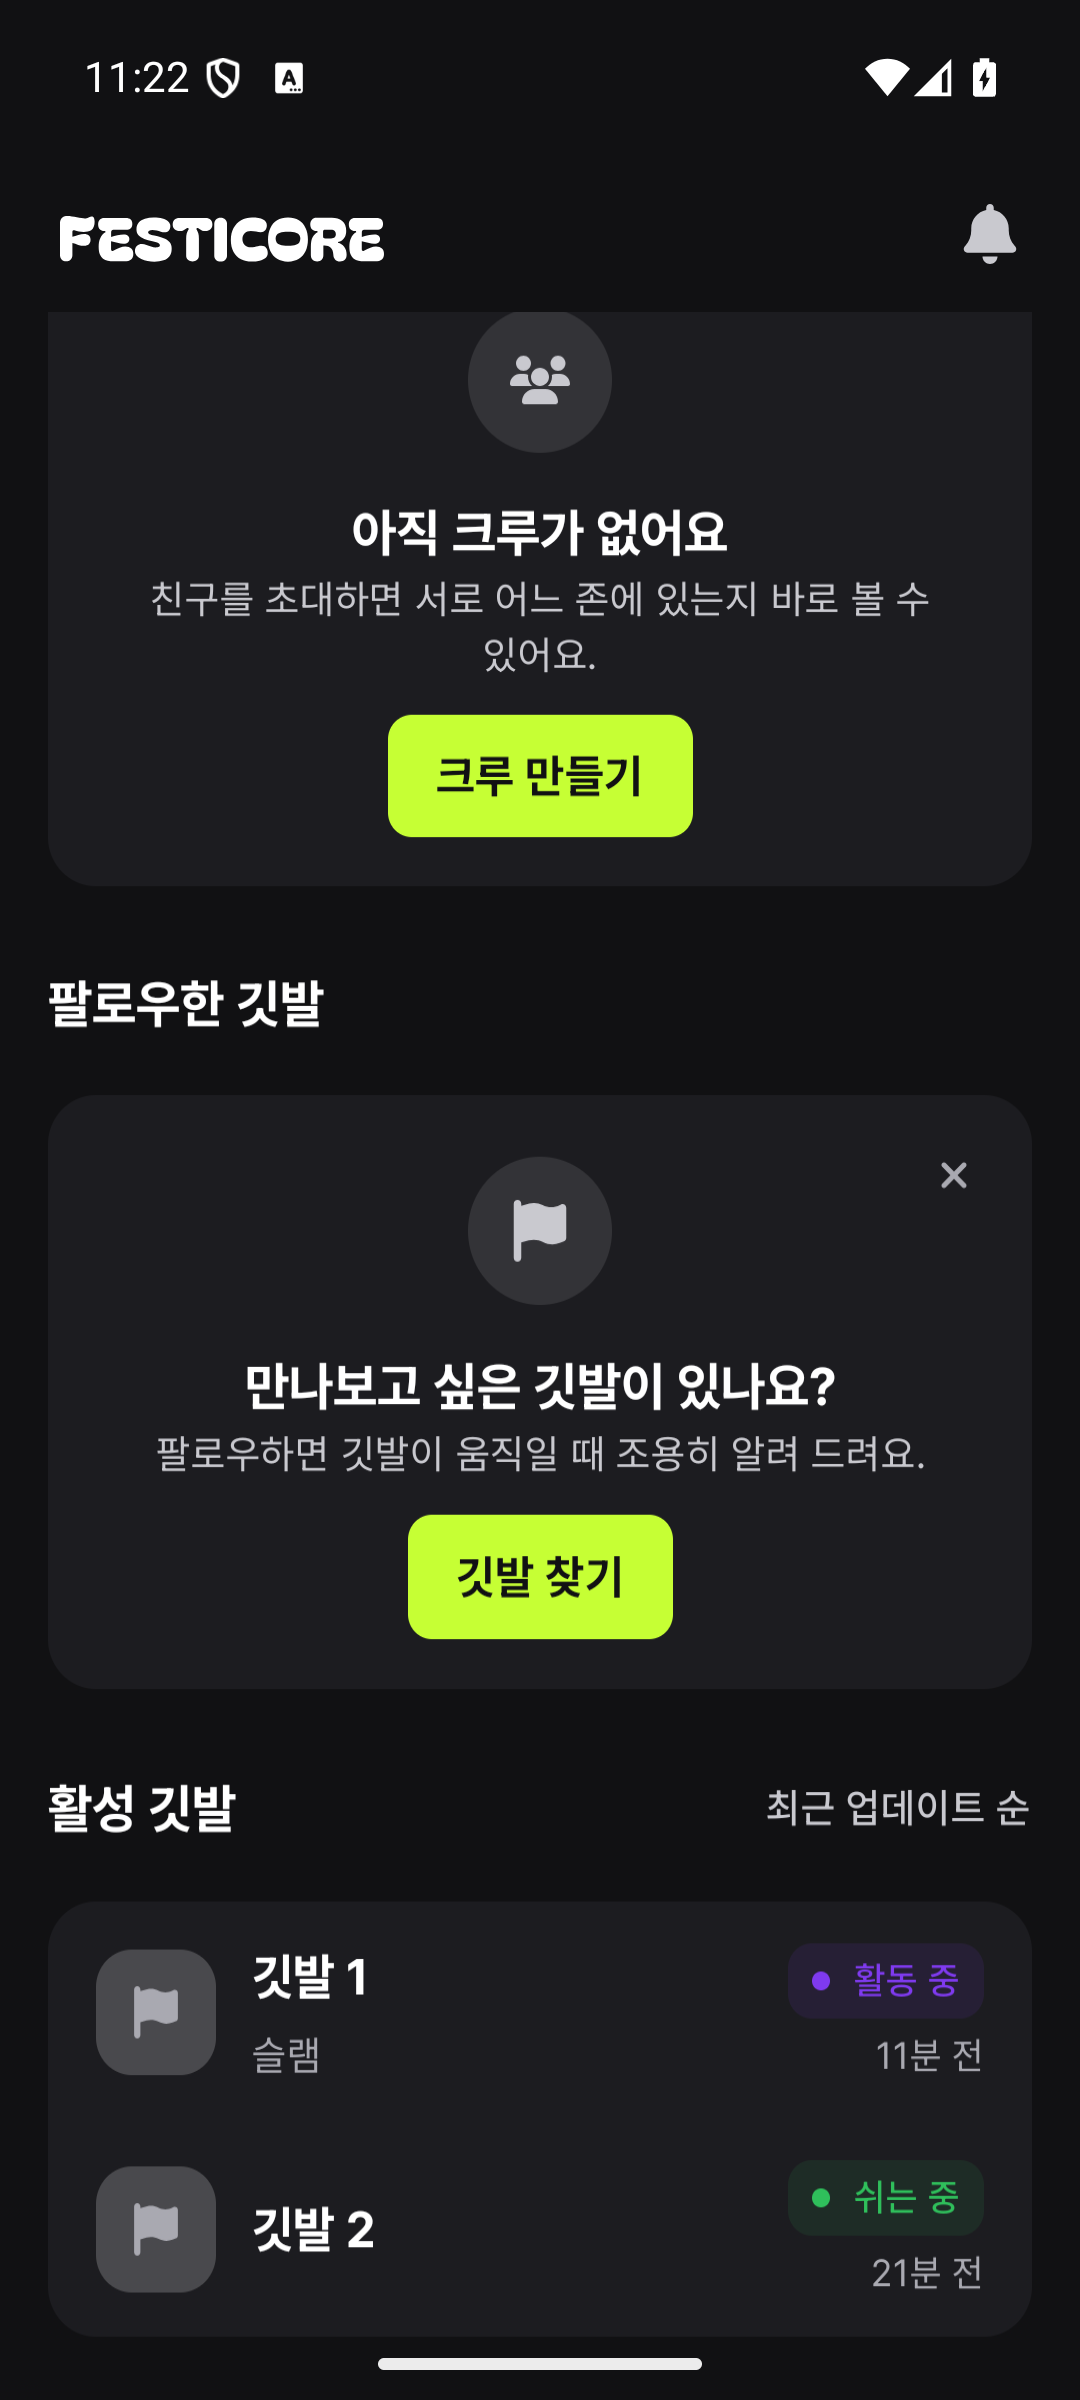 11:22
FESTICORE
아직 크루가 없어요
친구를 초대하면 서로 어느 존에 있는지 바로 볼 수
있어요.
크루 만들기
팔로우한 깃발
만나보고 싶은 깃발이 있나요?
팔로우하면 깃발이 움직일 때 조용히 알려 드려요.
깃발 찾기
활성 깃발
최근 업데이트 순
깃발 1
활동 중
슬램
11분 전
깃발 2
쉬는 중
21분 전